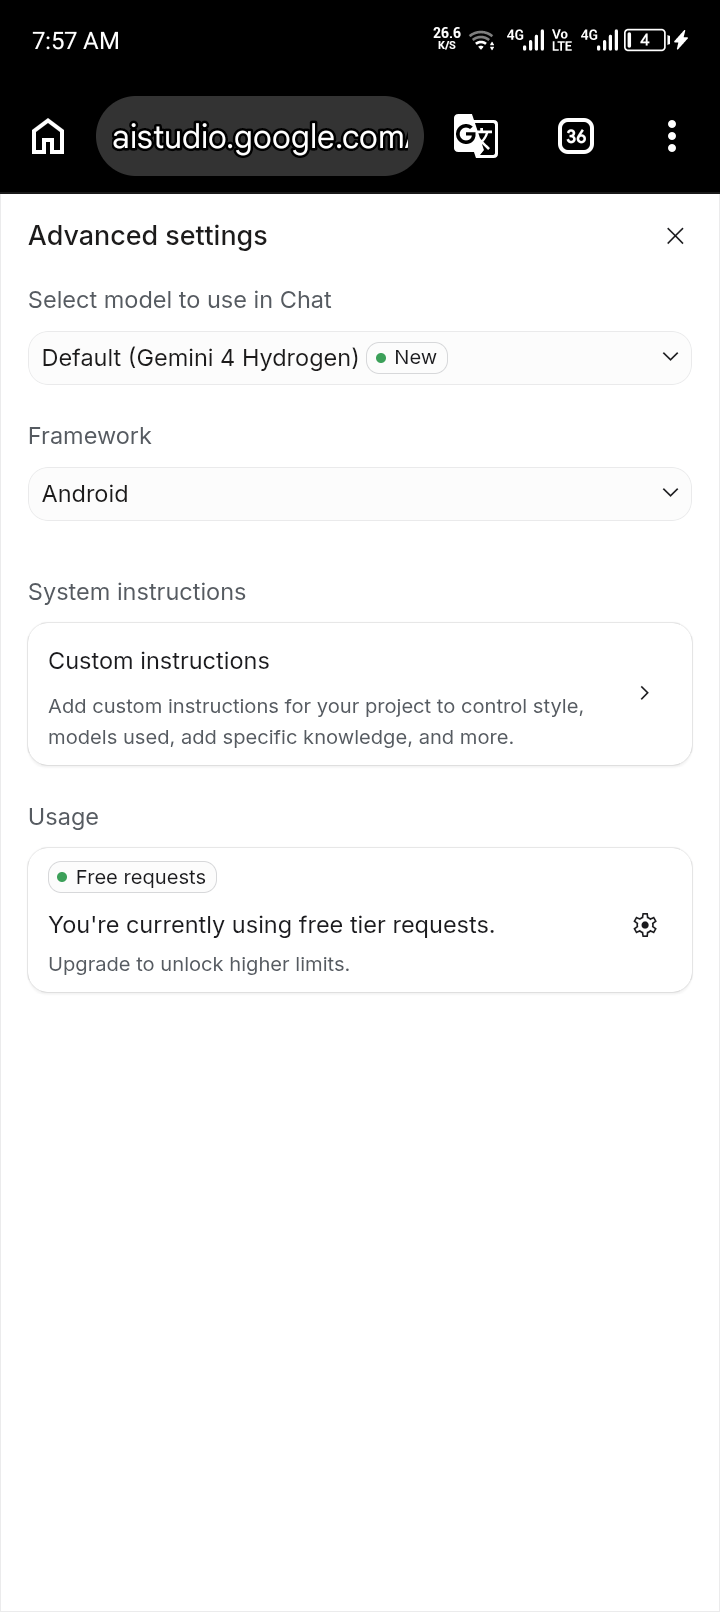 7:57 AM
26.6
K/S
4G
Vo
LTE
4G
4
aistudio.google.com/
36
Advanced settings
Select model to use in Chat
Default (Gemini 4 Hydrogen) New
Framework
Android
System instructions
Custom instructions
Add custom instructions for your project to control style,
models used, add specific knowledge, and more.
Usage
Free requests
You're currently using free tier requests.
Upgrade to unlock higher limits.